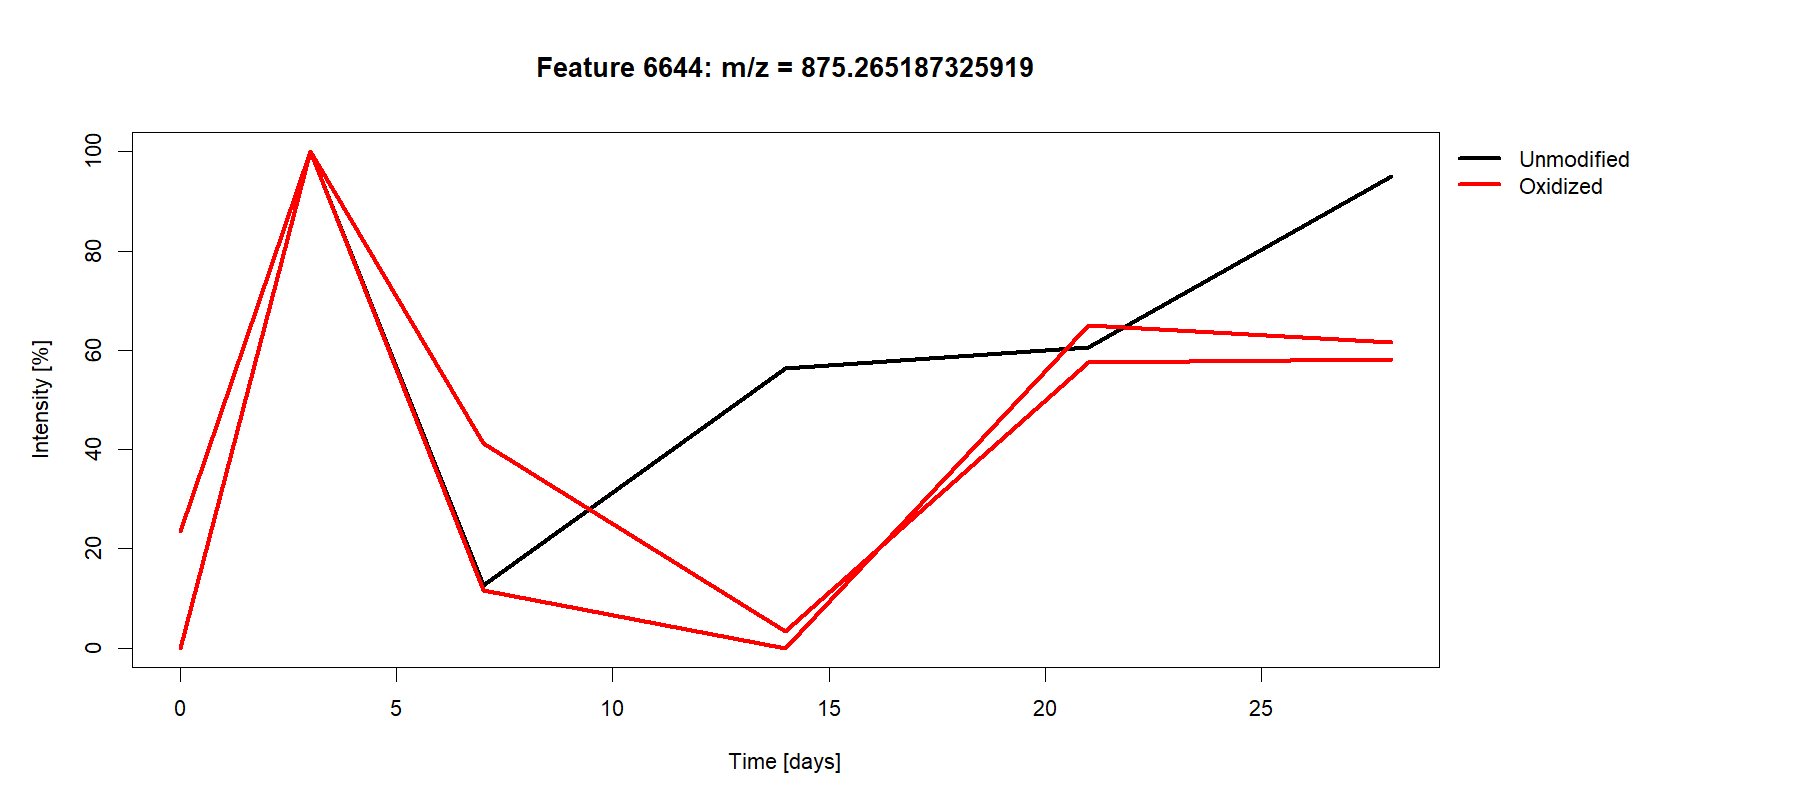 Feature 6644: m/z = 875.265187325919
Unmodified
Oxidized
Intensity [%]
100
80
60
40
20
0
0 5 10 15 20 25
Time [days]